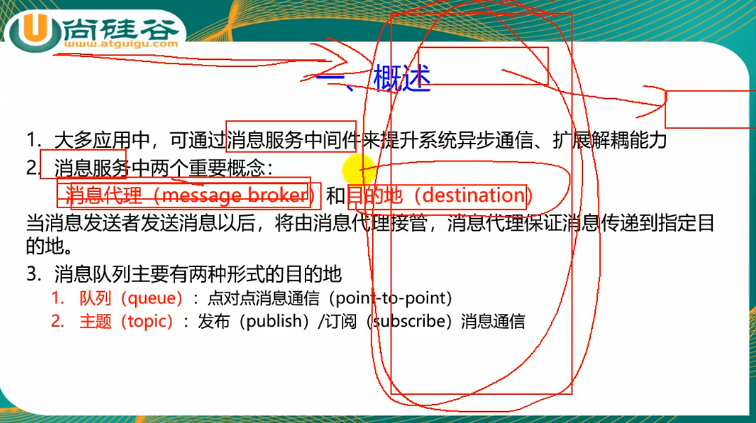 尚硅谷
www.atguigu.com
一、概述
1. 大多应用中，可通过消息服务中间件来提升系统异步通信、扩展解耦能力
2. 消息服务中两个重要概念：
消息代理（message broker）和目的地（destination）
当消息发送者发送消息以后，将由消息代理接管，消息代理保证消息传递到指定目
的地。
3. 消息队列主要有两种形式的目的地
1. 队列（queue）：点对点消息通信（point-to-point）
2. 主题（topic）：发布（publish）/订阅（subscribe）消息通信